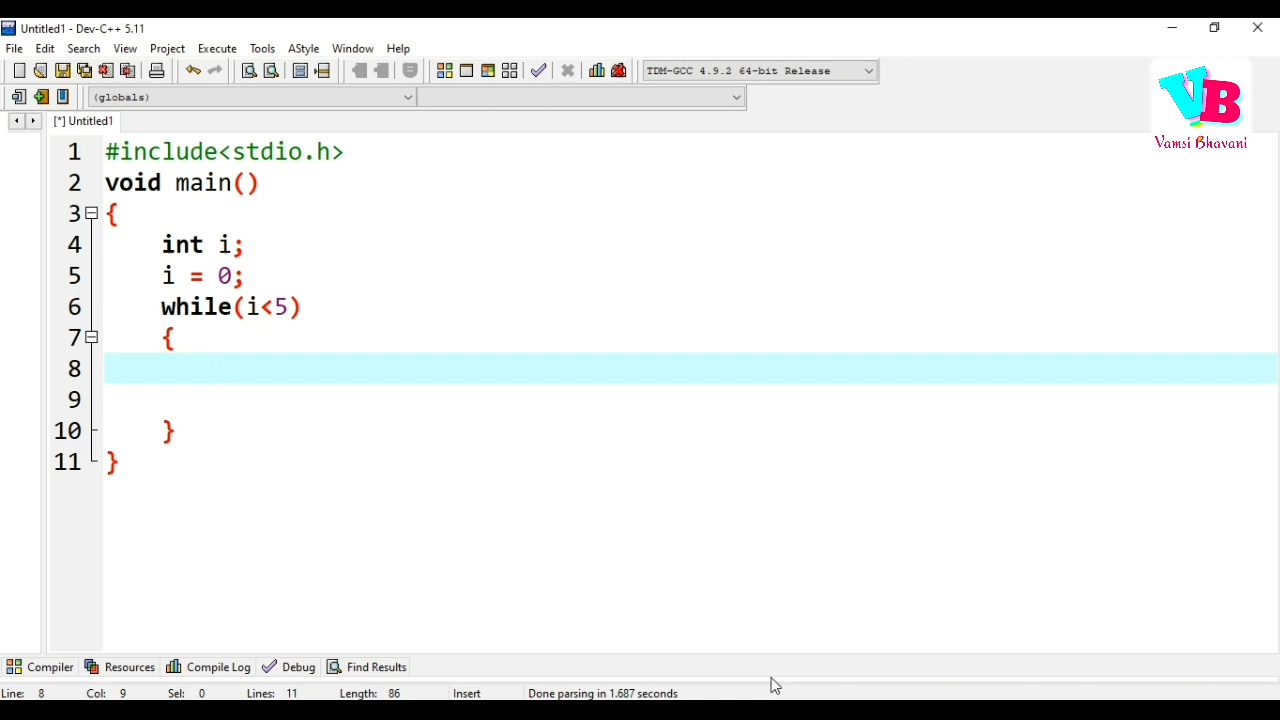 Untitled1 - Dev-C++ 5.11
File Edit Search View Project Execute Tools AStyle Window Help
TDM-GCC 4.9.2 64-bit Release
(globals)
VB
Vamsi Bhavani
[*] Untitled1
1 #include<stdio.h>
2 void main()
3 {
4 int i;
5 i = 0;
6 while(i<5)
7 {
8
9
10 }
11 }
Compiler Resources Compile Log Debug Find Results
Line: 8 Col: 9 Sel: 0 Lines: 11 Length: 86 Insert Done parsing in 1.687 seconds